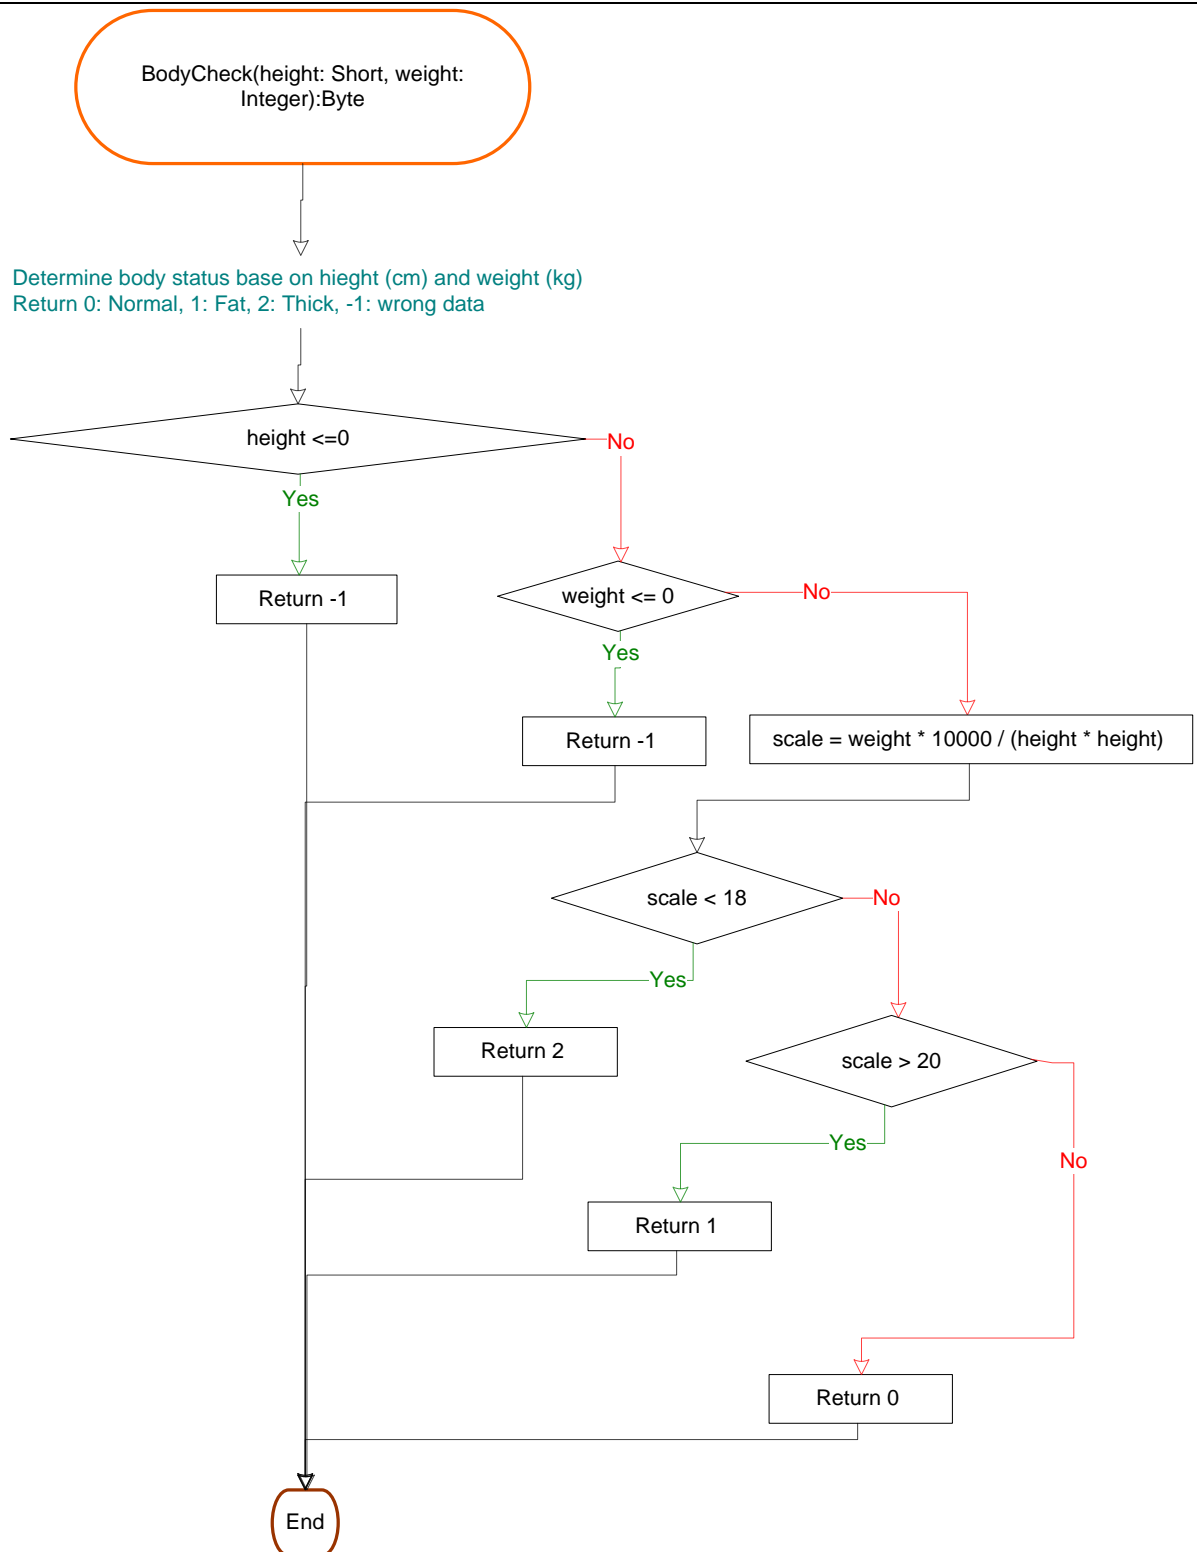 BodyCheck(height: Short, weight:
Integer):Byte
Determine body status base on hieght (cm) and weight (kg)
Return 0: Normal, 1: Fat, 2: Thick, -1: wrong data
height <=0
No
Yes
Return -1
weight <= 0
No
Yes
Return -1
scale = weight * 10000 / (height * height)
scale < 18
No
Yes
Return 2
scale > 20
Yes
No
Return 1
Return 0
End